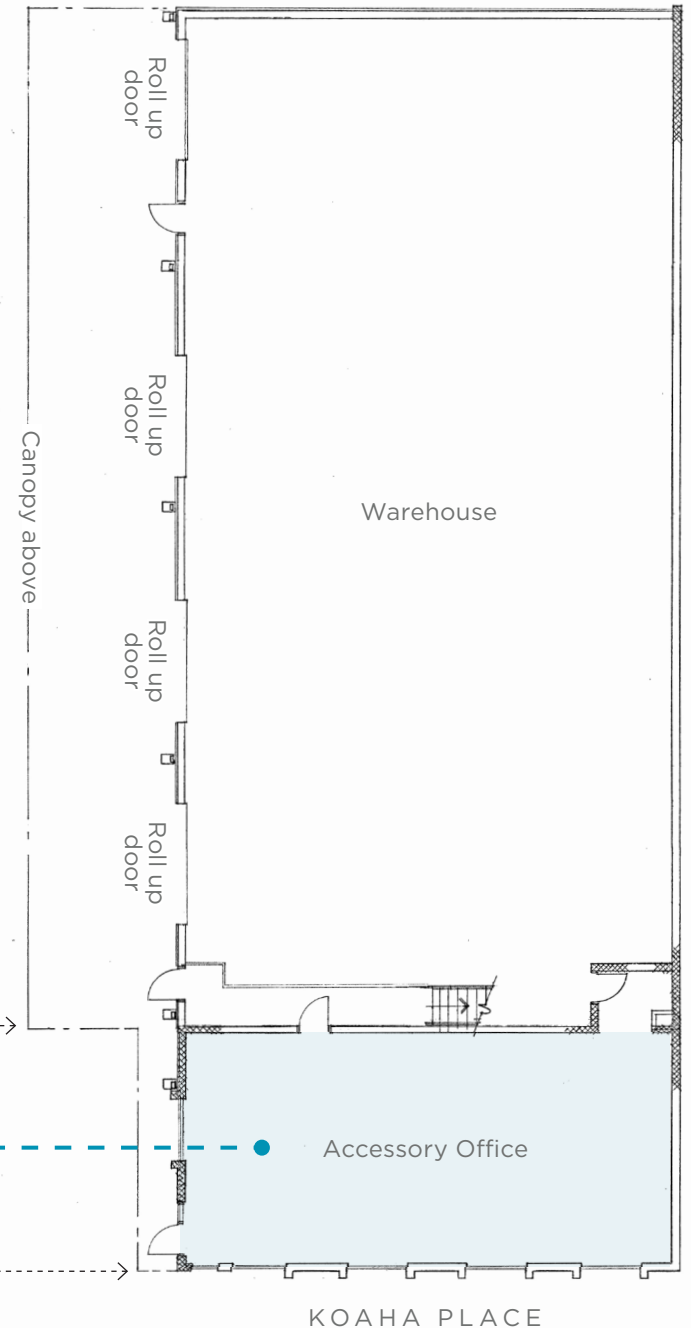 Roll up
door
Roll up
door
Canopy above
Warehouse
Roll up
door
Roll up
door
Accessory Office
KOAHA PLACE